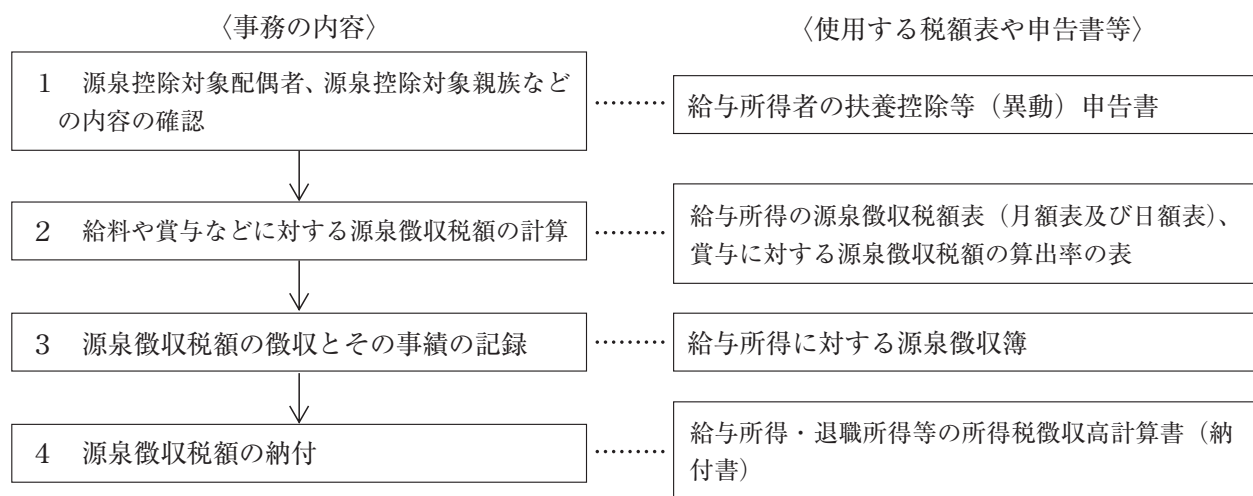 〈事務の内容〉
〈使用する税額表や申告書等〉
1 源泉控除対象配偶者、源泉控除対象親族など
の内容の確認
………
給与所得者の扶養控除等（異動）申告書
2 給料や賞与などに対する源泉徴収税額の計算
………
給与所得の源泉徴収税額表（月額表及び日額表）、
賞与に対する源泉徴収税額の算出率の表
3 源泉徴収税額の徴収とその事績の記録
………
給与所得に対する源泉徴収簿
4 源泉徴収税額の納付
………
給与所得・退職所得等の所得税徴収高計算書（納
付書）